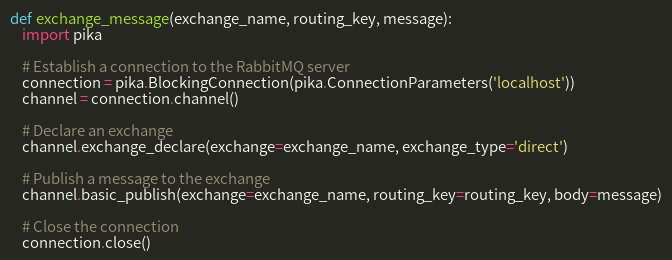 def exchange_message(exchange_name, routing_key, message):
import pika
# Establish a connection to the RabbitMQ server
connection = pika.BlockingConnection(pika.ConnectionParameters('localhost'))
channel = connection.channel()
# Declare an exchange
channel.exchange_declare(exchange=exchange_name, exchange_type='direct')
# Publish a message to the exchange
channel.basic_publish(exchange=exchange_name, routing_key=routing_key, body=message)
# Close the connection
connection.close()